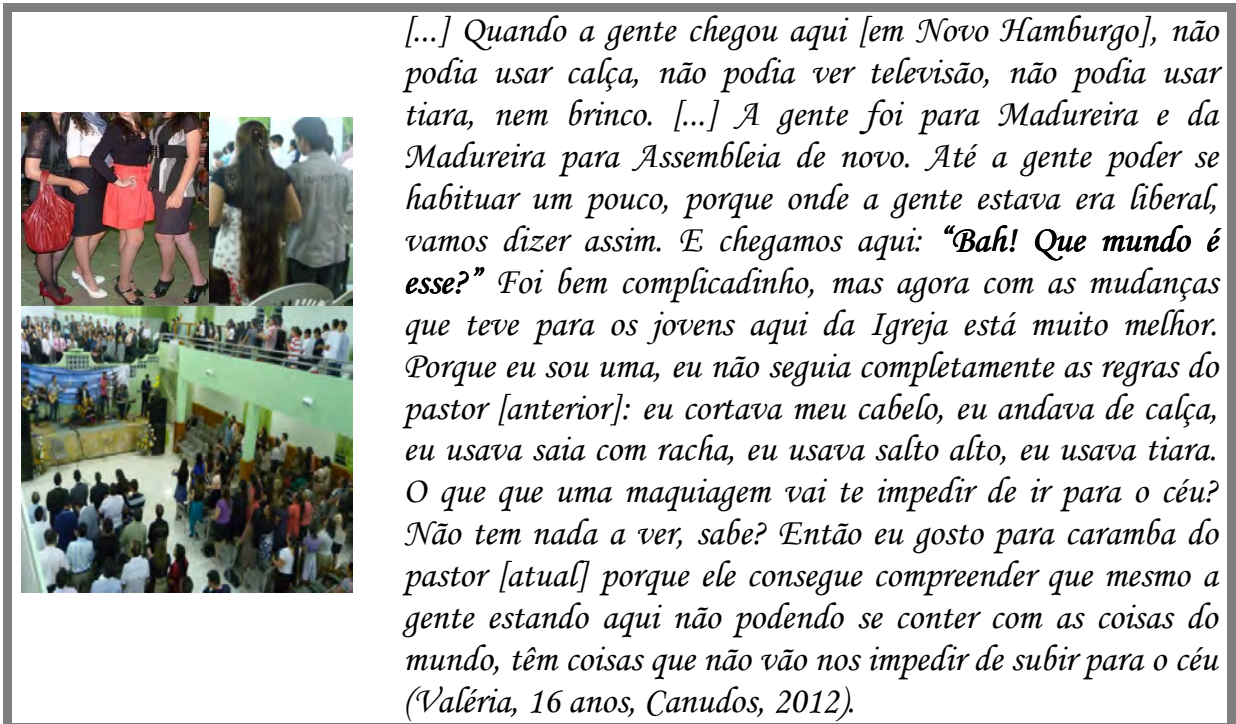 [...] Quando a gente chegou aqui [em Novo Hamburgo], não
podia usar calça, não podia ver televisão, não podia usar
tiara, nem brinco. [...] A gente foi para Madureira e da
Madureira para Assembleia de novo. Até a gente poder se
habituar um pouco, porque onde a gente estava era liberal,
vamos dizer assim. E chegamos aqui: “Bah! Que mundo é
esse?” Foi bem complicadinho, mas agora com as mudanças
que teve para os jovens aqui da Igreja está muito melhor.
Porque eu sou uma, eu não seguia completamente as regras do
pastor [anterior]: eu cortava meu cabelo, eu andava de calça,
eu usava saia com racha, eu usava salto alto, eu usava tiara.
O que que uma maquiagem vai te impedir de ir para o céu?
Não tem nada a ver, sabe? Então eu gosto para caramba do
pastor [atual] porque ele consegue compreender que mesmo a
gente estando aqui não podendo se conter com as coisas do
mundo, têm coisas que não vão nos impedir de subir para o céu
(Valéria, 16 anos, Canudos, 2012).